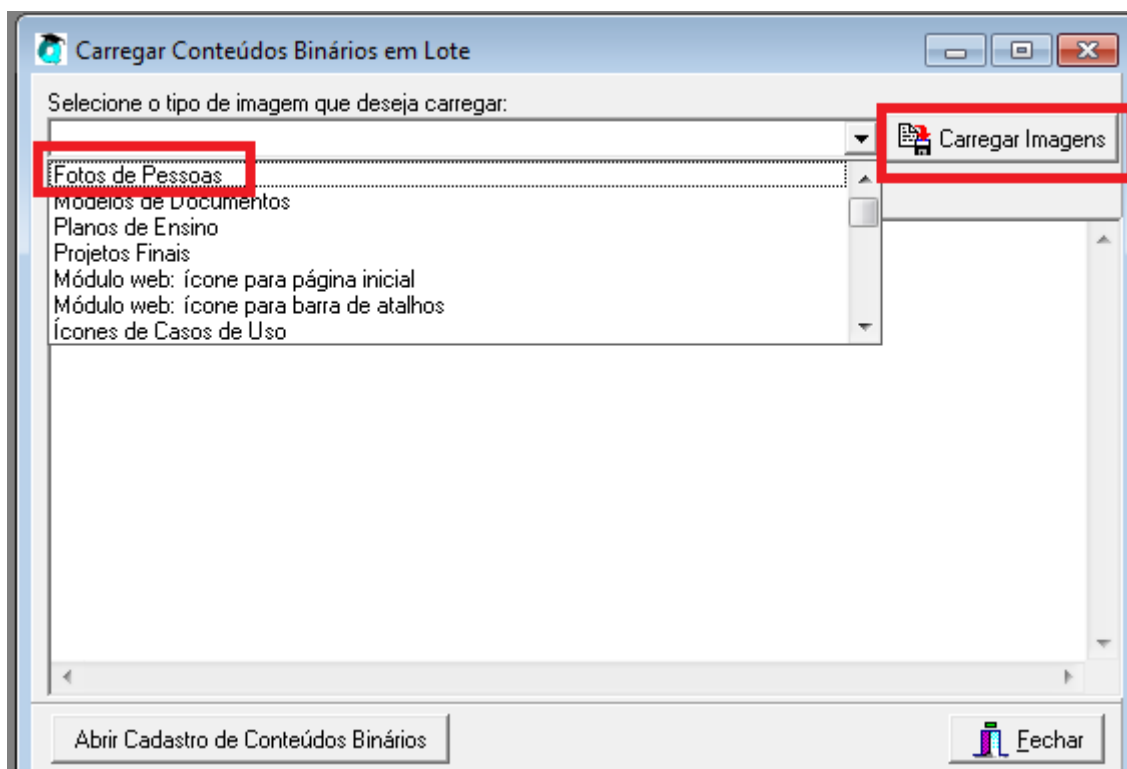 Carregar Conteúdos Binários em Lote
Selecione o tipo de imagem que deseja carregar:
Carregar Imagens
Fotos de Pessoas
Modelos de Documentos
Planos de Ensino
Projetos Finais
Módulo web: ícone para página inicial
Módulo web: ícone para barra de atalhos
Ícones de Casos de Uso
Abrir Cadastro de Conteúdos Binários
Fechar